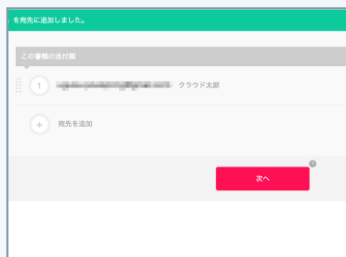 を宛先に追加しました。
この書類の送付順
1 クラウド太郎
+ 宛先を追加
次へ